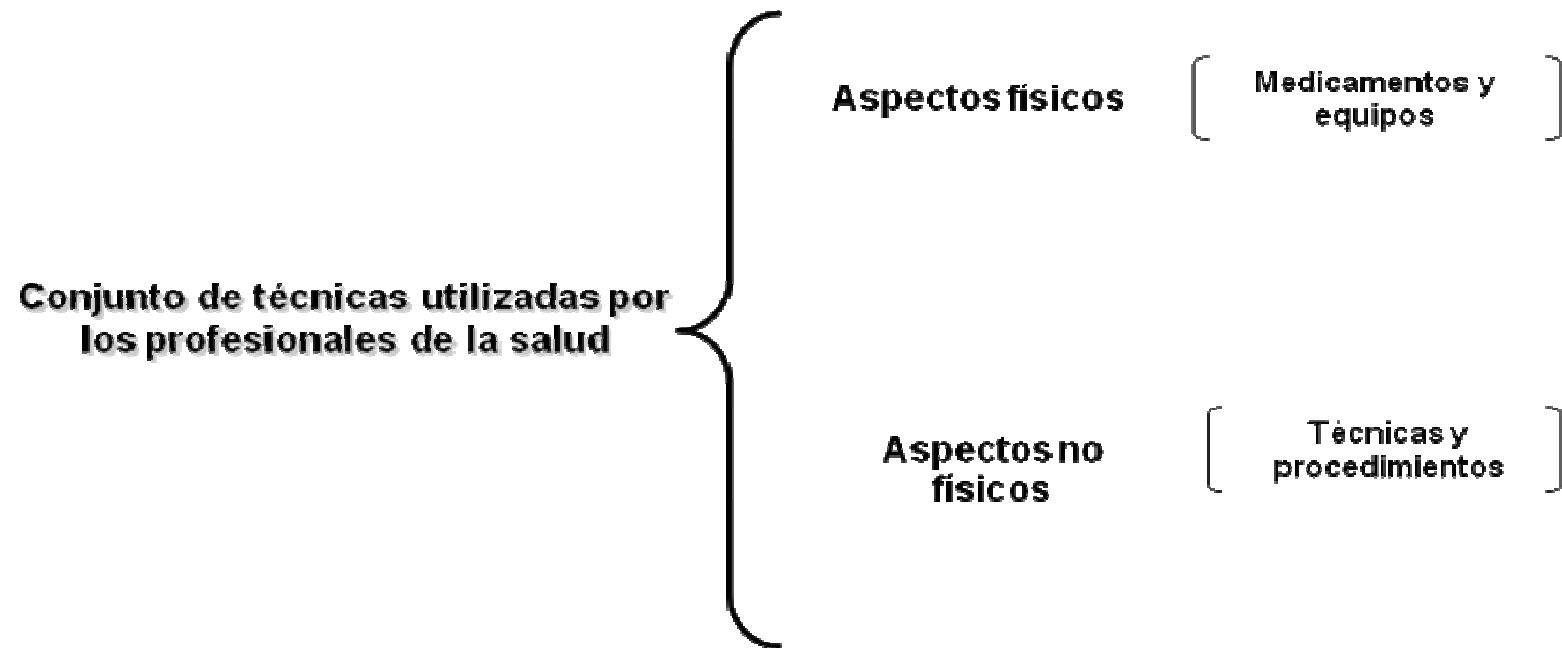 Conjunto de técnicas utilizadas por
los profesionales de la salud
Aspectos físicos
Medicamentos y
equipos
Aspectos no
físicos
Técnicas y
procedimientos